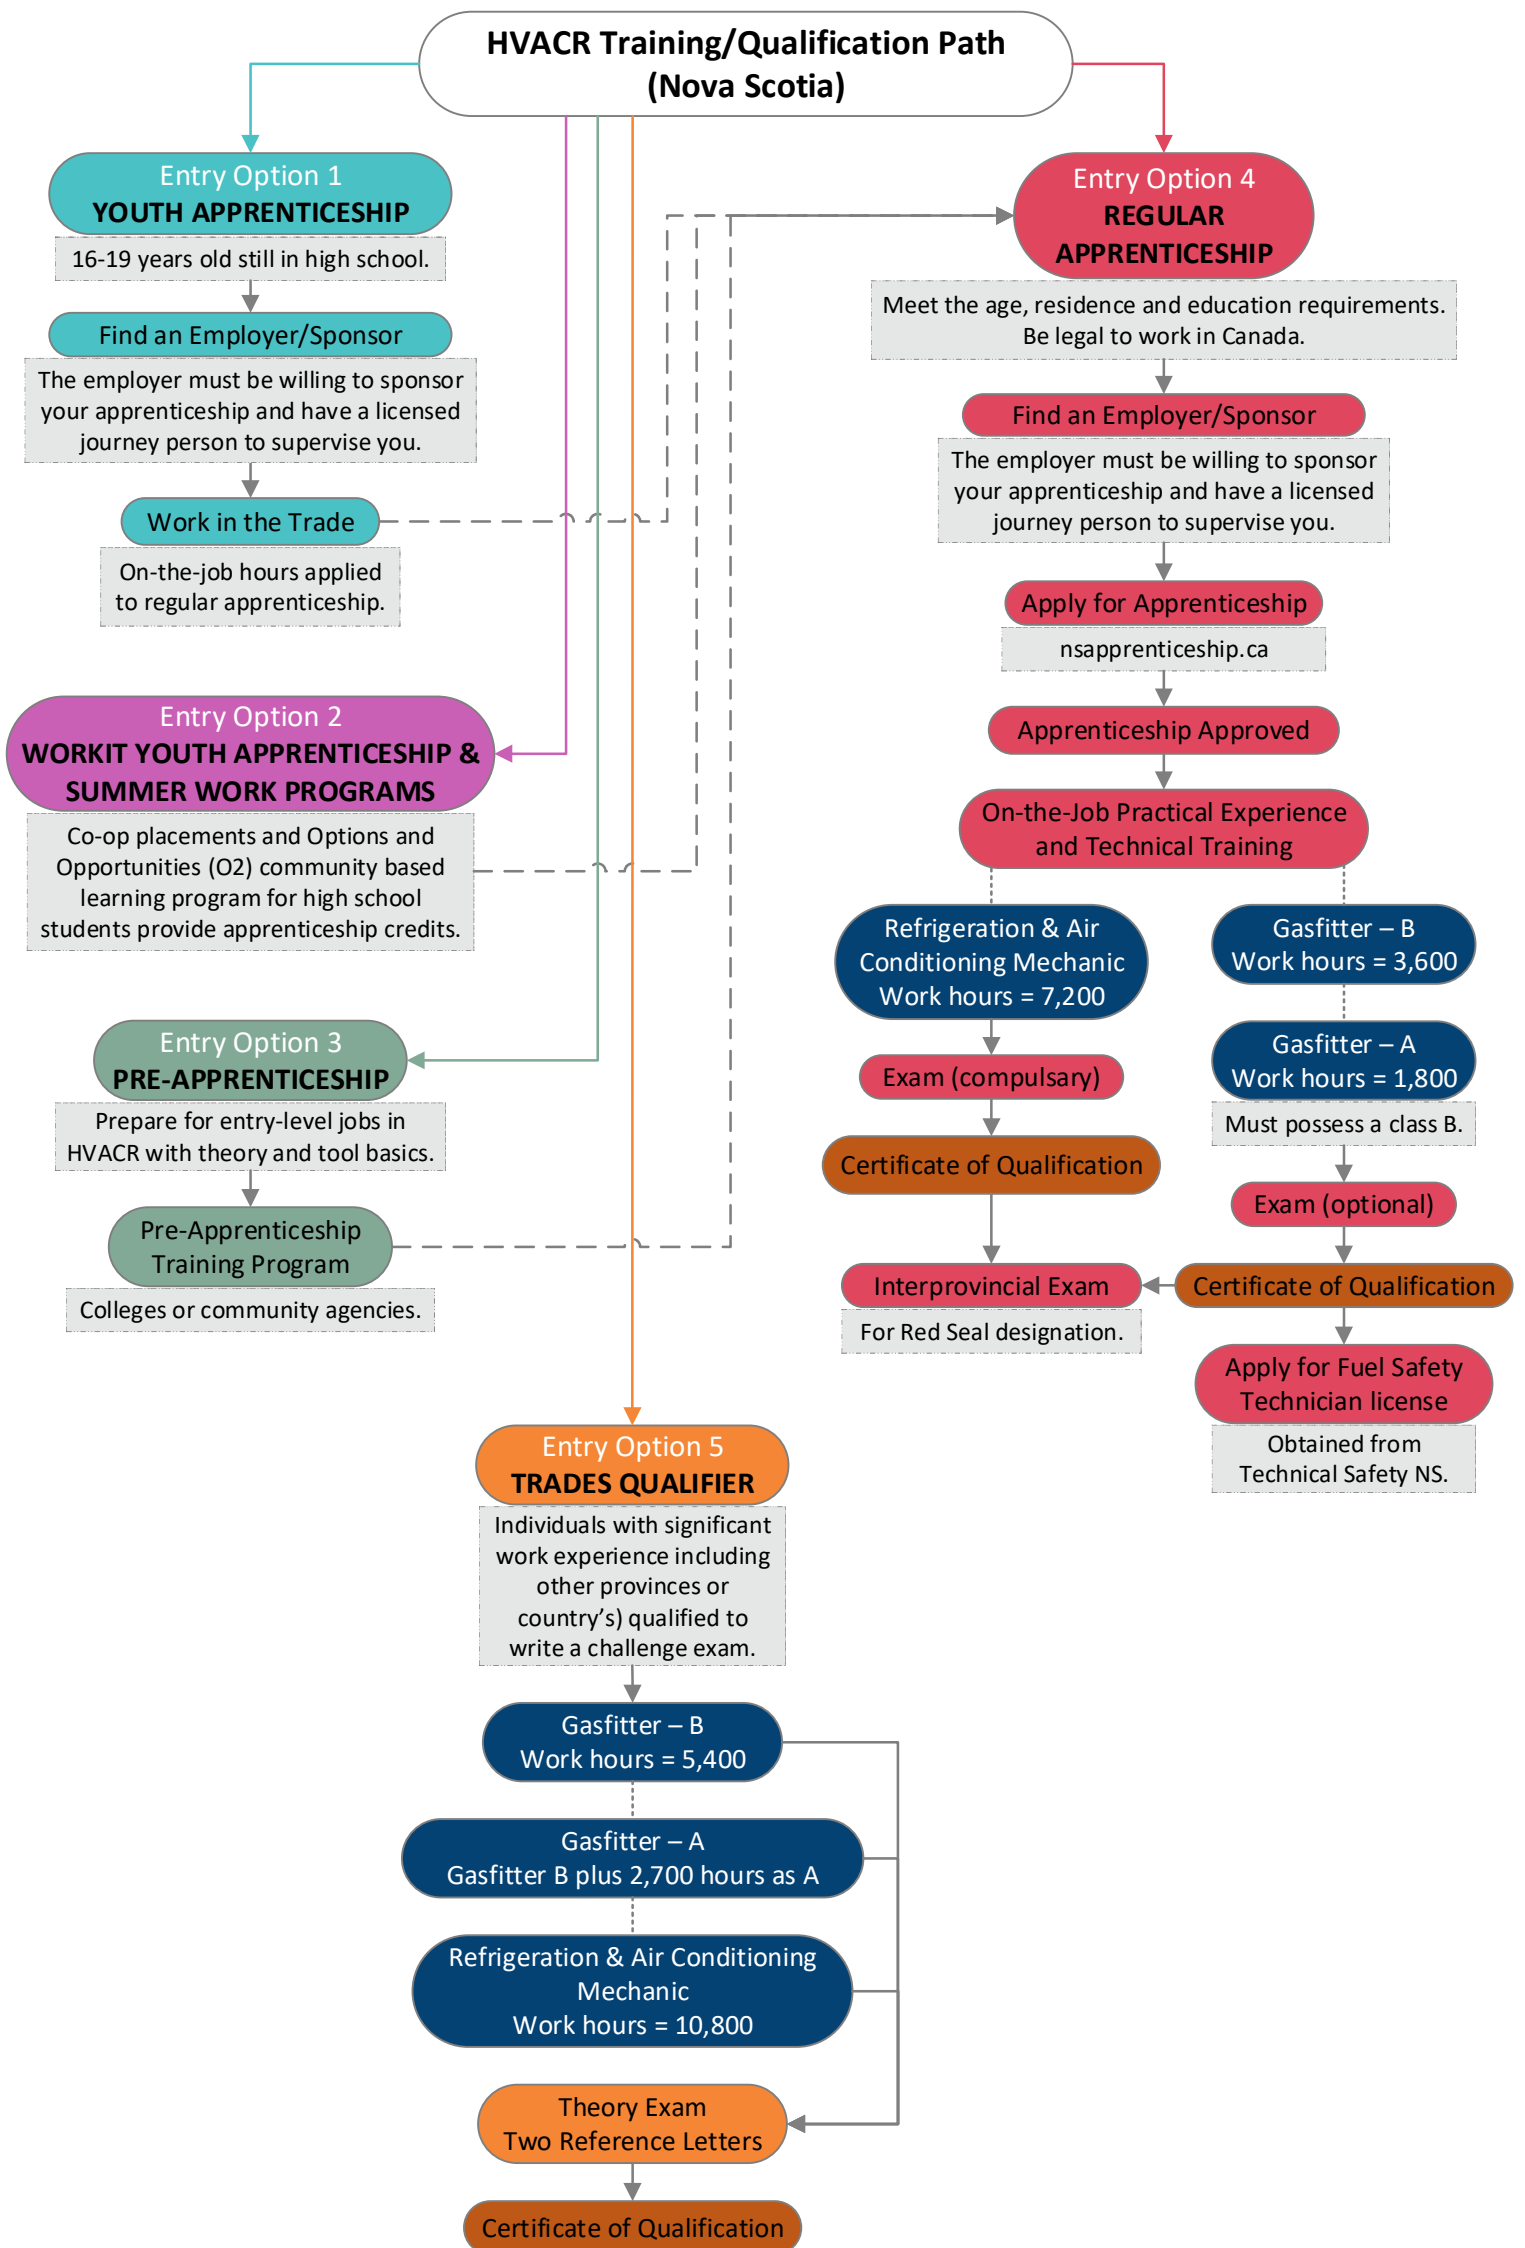 HVACR Training/Qualification Path
(Nova Scotia)
Entry Option 1
YOUTH APPRENTICESHIP
16-19 years old still in high school.
Find an Employer/Sponsor
The employer must be willing to sponsor
your apprenticeship and have a licensed
journey person to supervise you.
Work in the Trade
On-the-job hours applied
to regular apprenticeship.
Entry Option 2
WORKIT YOUTH APPRENTICESHIP &
SUMMER WORK PROGRAMS
Co-op placements and Options and
Opportunities (O2) community based
learning program for high school
students provide apprenticeship credits.
Entry Option 3
PRE-APPRENTICESHIP
Prepare for entry-level jobs in
HVACR with theory and tool basics.
Pre-Apprenticeship
Training Program
Colleges or community agencies.
Entry Option 4
REGULAR
APPRENTICESHIP
Meet the age, residence and education requirements.
Be legal to work in Canada.
Find an Employer/Sponsor
The employer must be willing to sponsor
your apprenticeship and have a licensed
journey person to supervise you.
Apply for Apprenticeship
nsapprenticeship.ca
Apprenticeship Approved
On-the-Job Practical Experience
and Technical Training
Refrigeration & Air
Conditioning Mechanic
Work hours = 7,200
Exam (compulsary)
Certificate of Qualification
Interprovincial Exam
For Red Seal designation.
Gasfitter – B
Work hours = 3,600
Gasfitter – A
Work hours = 1,800
Must possess a class B.
Exam (optional)
Certificate of Qualification
Apply for Fuel Safety
Technician license
Obtained from
Technical Safety NS.
Entry Option 5
TRADES QUALIFIER
Individuals with significant
work experience including
other provinces or
country’s) qualified to
write a challenge exam.
Gasfitter – B
Work hours = 5,400
Gasfitter – A
Gasfitter B plus 2,700 hours as A
Refrigeration & Air Conditioning
Mechanic
Work hours = 10,800
Theory Exam
Two Reference Letters
Certificate of Qualification